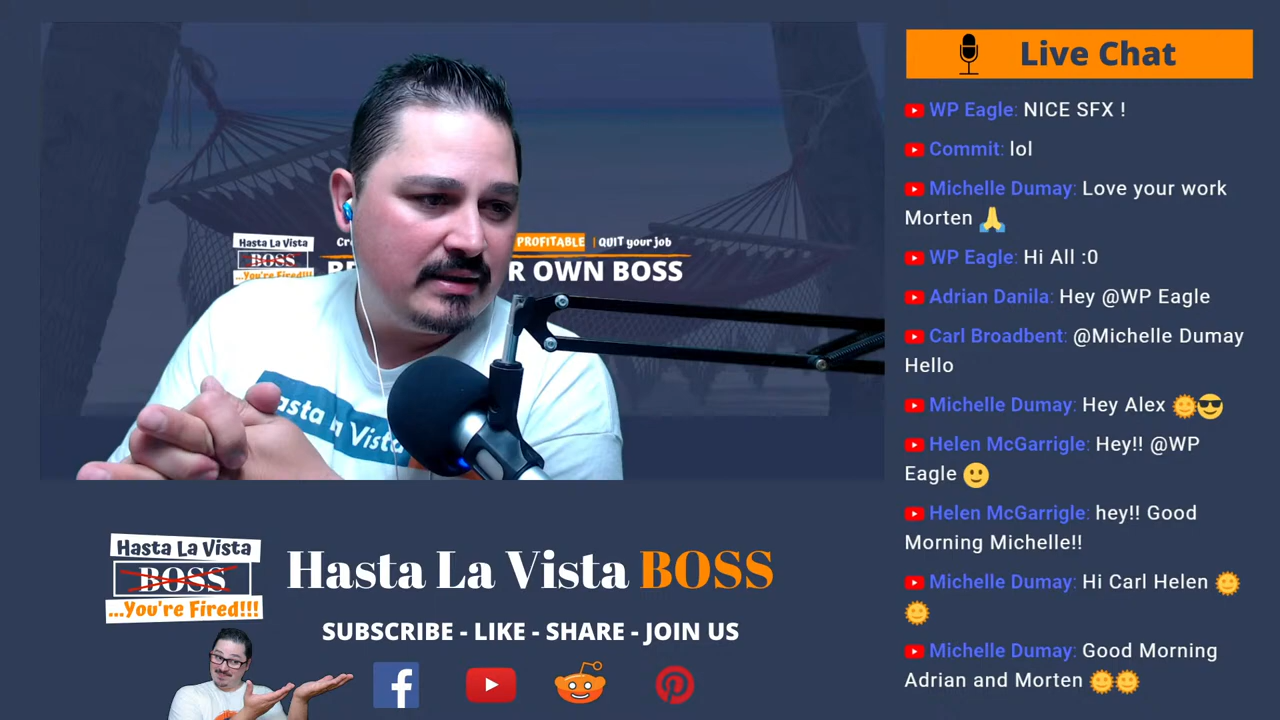 Hasta La Vista
BOSS
...You're Fired!!!
PROFITABLE | QUIT your job
R OWN BOSS
Hasta La Vista
BOSS
...You're Fired!!!
Hasta La Vista BOSS
SUBSCRIBE - LIKE - SHARE - JOIN US
Live Chat
WP Eagle: NICE SFX !
Commit: lol
Michelle Dumay: Love your work
Morten 🙏
WP Eagle: Hi All :0
Adrian Danila: Hey @WP Eagle
Carl Broadbent: @Michelle Dumay
Hello
Michelle Dumay: Hey Alex 🌞😎
Helen McGarrigle: Hey!! @WP
Eagle 🙂
Helen McGarrigle: hey!! Good
Morning Michelle!!
Michelle Dumay: Hi Carl Helen 🌞
🌞
Michelle Dumay: Good Morning
Adrian and Morten 🌞🌞